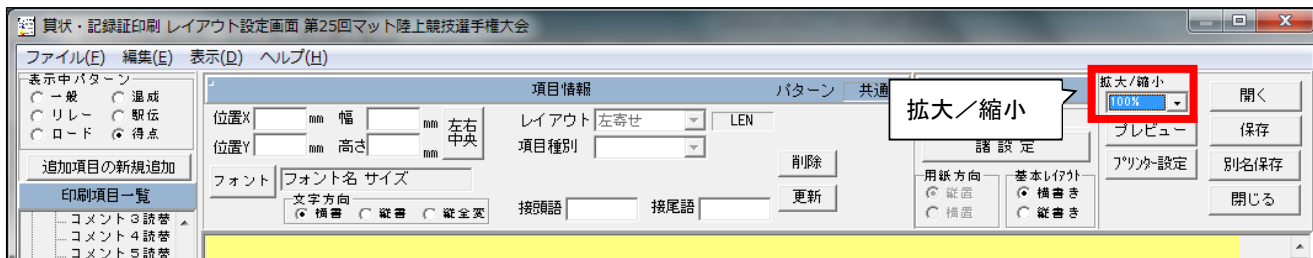 賞状・記録証印刷 レイアウト設定画面 第25回マット陸上競技選手権大会
ファイル(F) 編集(E) 表示(D) ヘルプ(H)
表示中パターン
一般 混成
リレー 駅伝
ロード 得点
追加項目の新規追加
印刷項目一覧
コメント3読替
コメント4読替
コメント5読替
項目情報 パターン 共通
位置X mm 幅 mm 左右中央 レイアウト 左寄せ LEN
位置Y mm 高さ mm 項目種別
フォント フォント名 サイズ 削除
文字方向
横書 縦書 縦全変 接頭語 接尾語 更新
拡大/縮小
諸 設 定
用紙方向 基本レイアウト
縦置 横書き
横置 縦書き
拡大/縮小
100%
プレビュー
プリンター設定
開く
保存
別名保存
閉じる